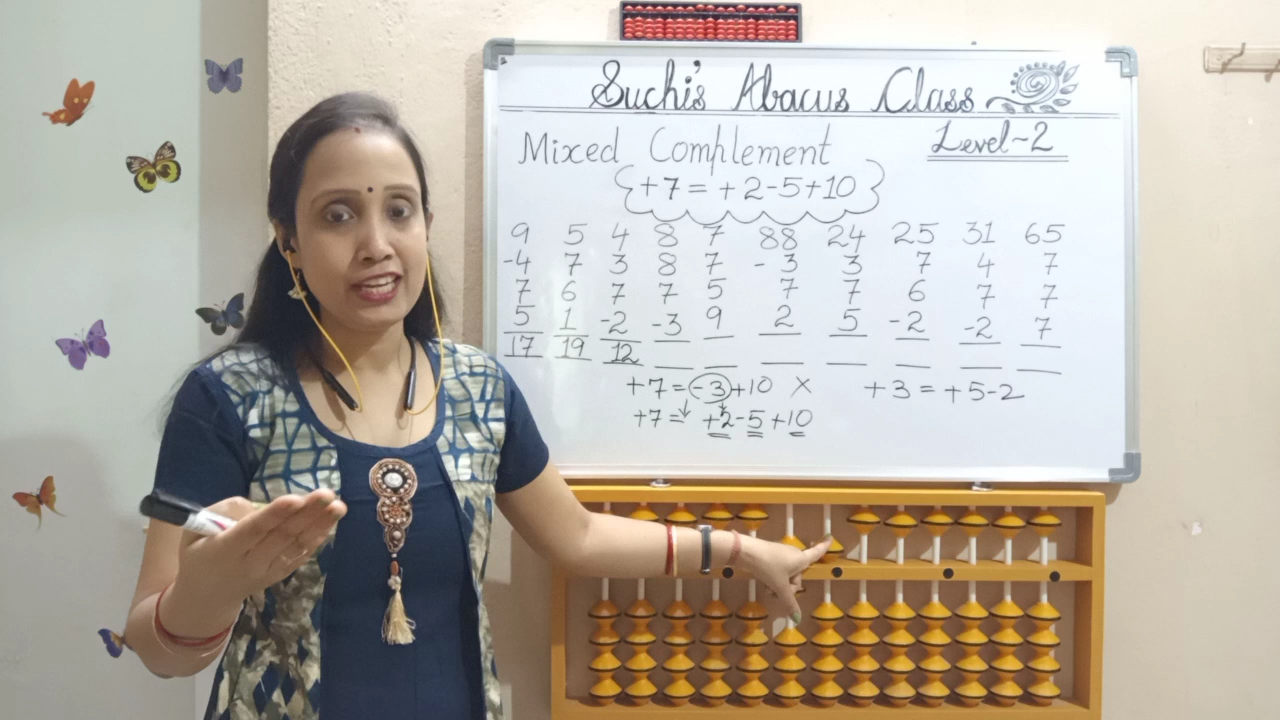 Suchi's Abacus Class
Mixed Complement Level-2
+7 = +2-5+10
9 5 4 8 7 88 24 25 31 65
-4 7 3 8 7 -3 3 7 4 7
7 6 7 7 5 7 7 6 7 7
5 1 -2 -3 9 2 5 -2 -2 7
17 19 12
+7 = -3 +10 × +3 = +5-2
+7 = +2-5+10